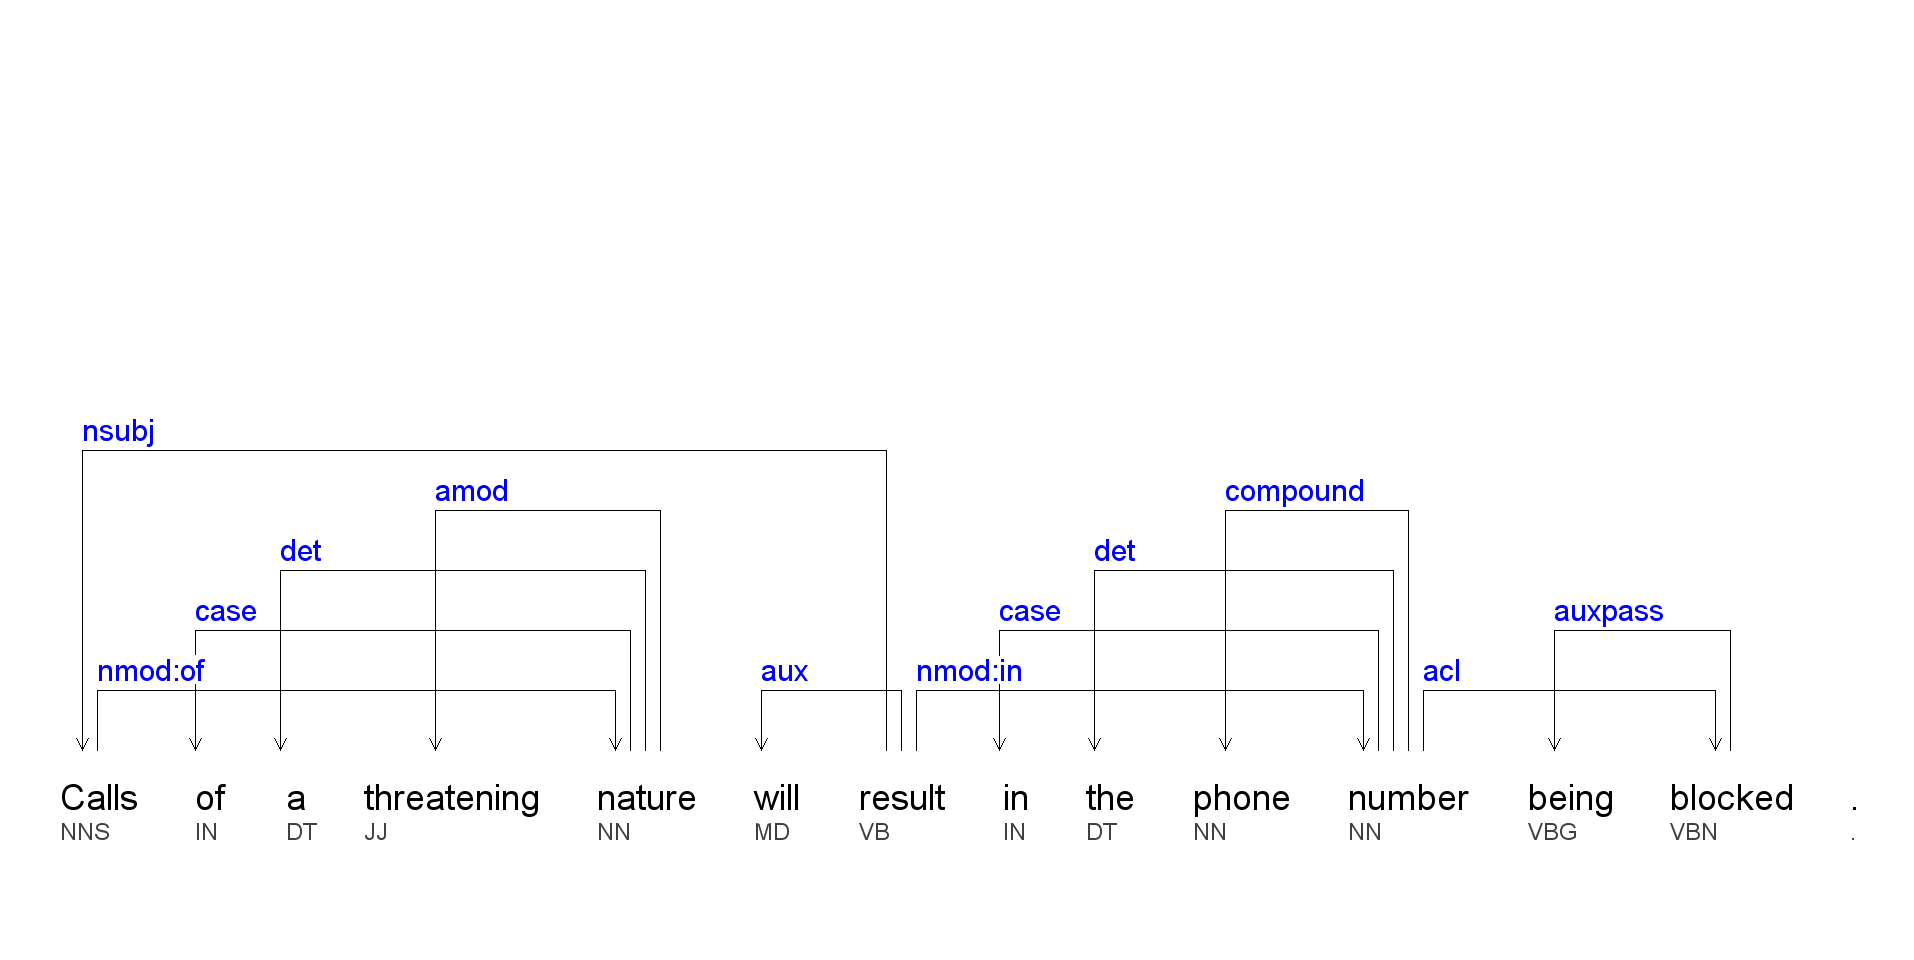 nsubj
amod compound
det det
case case auxpass
nmod:of aux nmod:in acl
Calls of a threatening nature will result in the phone number being blocked .
NNS IN DT JJ NN MD VB IN DT NN NN VBG VBN .